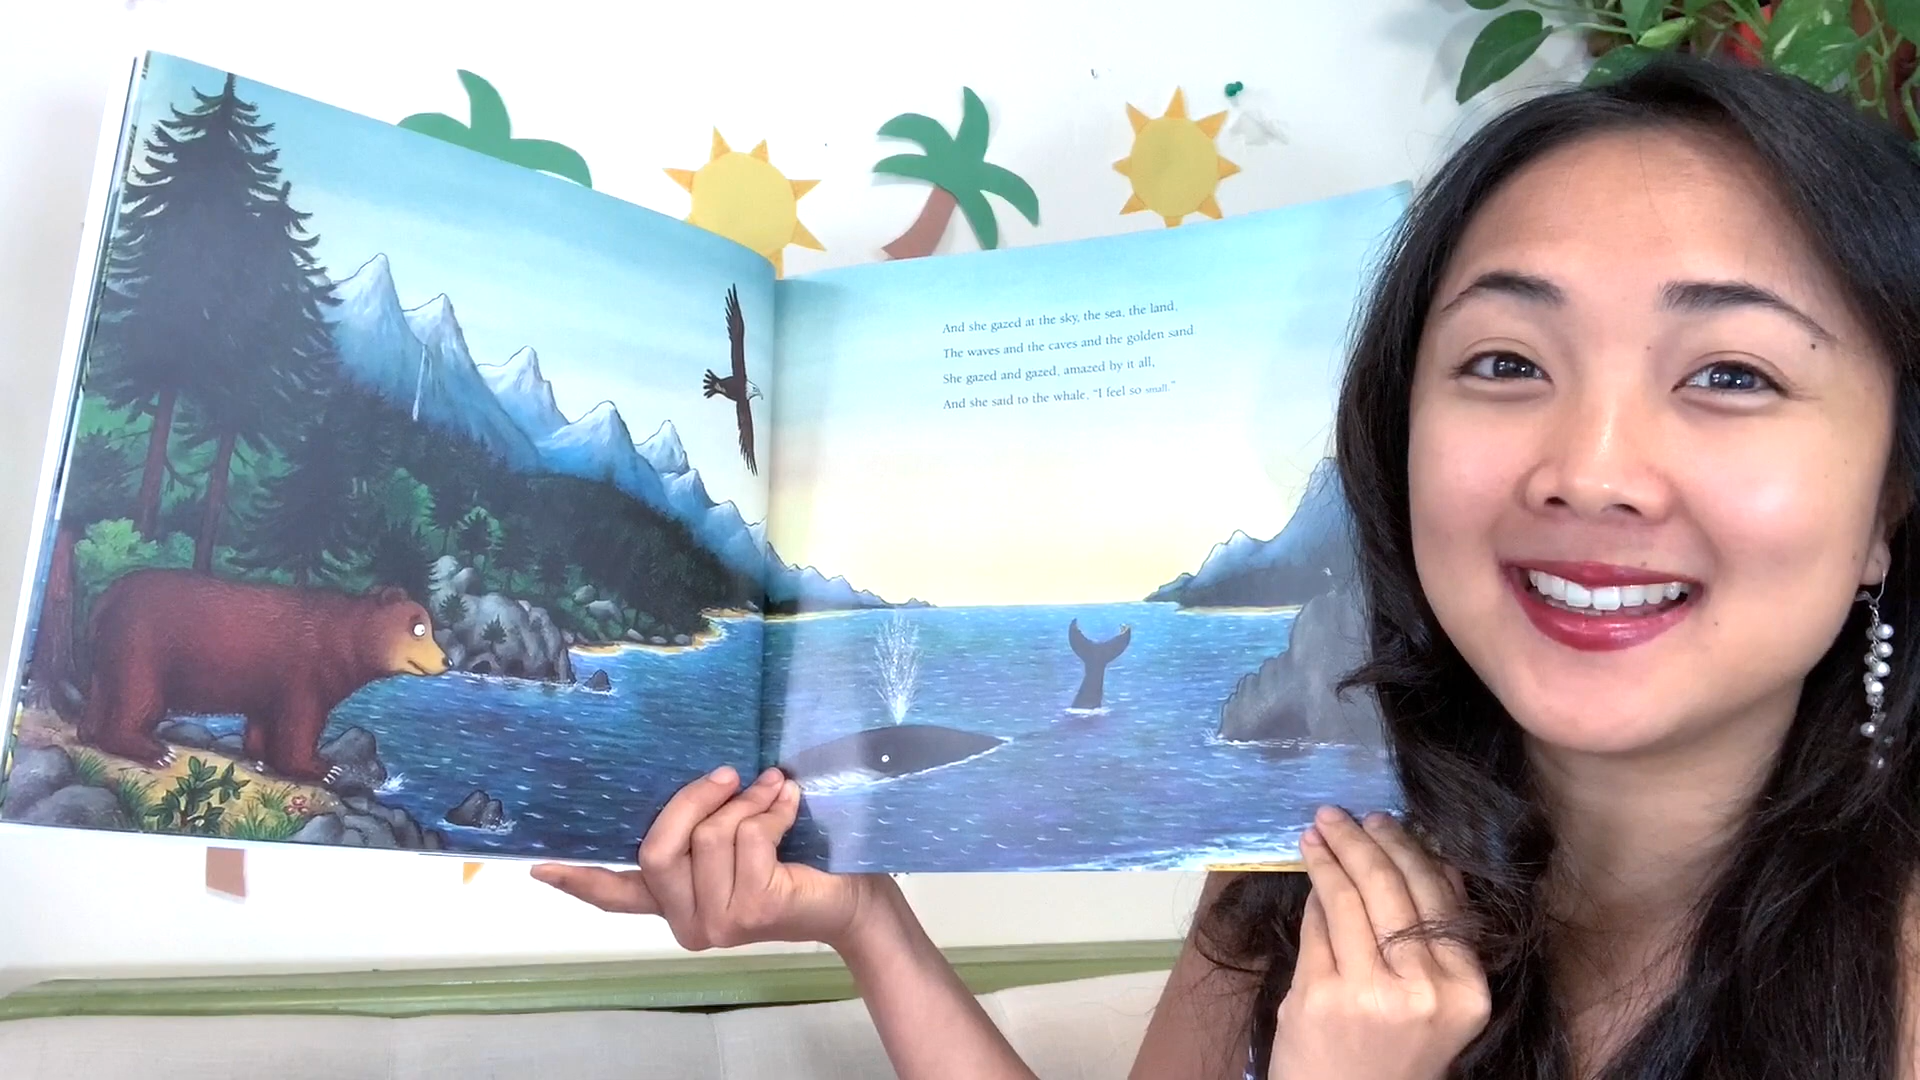 And she gazed at the sky, the sea, the land,
The waves and the caves and the golden sand
She gazed and gazed, amazed by it all,
And she said to the whale, "I feel so small."